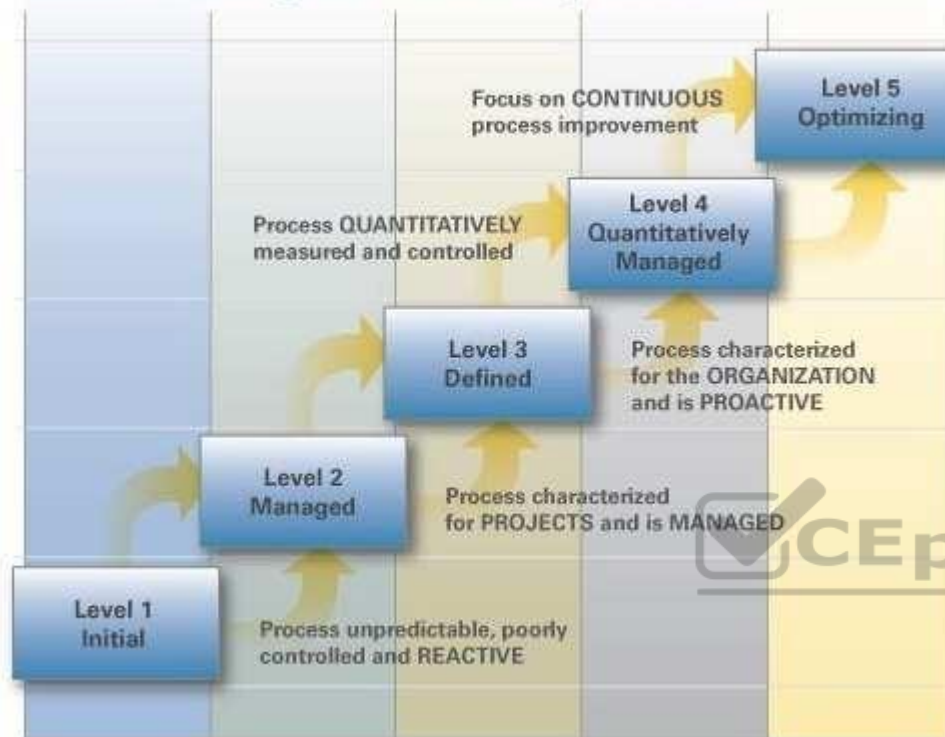 Focus on CONTINUOUS
process improvement
Level 5
Optimizing
Process QUANTITATIVELY
measured and controlled
Level 4
Quantitatively
Managed
Level 3
Defined
Process characterized
for the ORGANIZATION
and is PROACTIVE
Level 2
Managed
Process characterized
for PROJECTS and is MANAGED
Level 1
Initial
Process unpredictable, poorly
controlled and REACTIVE